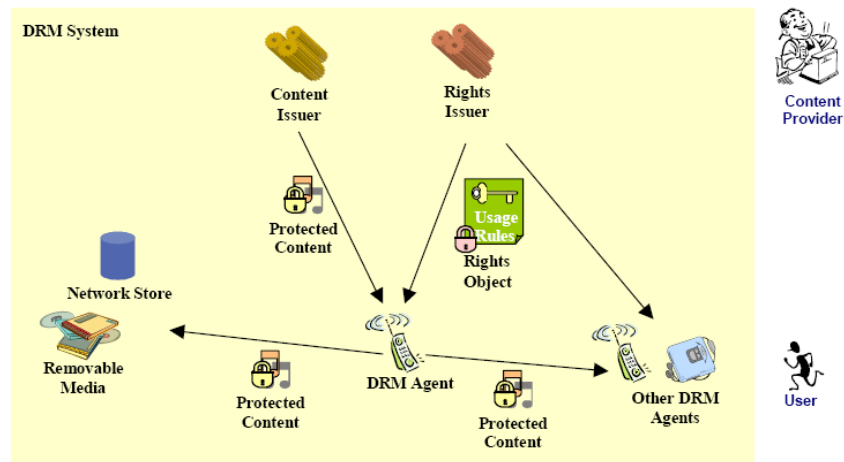 DRM System
Content
Issuer
Rights
Issuer
Content
Provider
Protected
Content
Usage
Rules
Rights
Object
Network Store
Removable
Media
DRM Agent
Other DRM
Agents
User
Protected
Content
Protected
Content